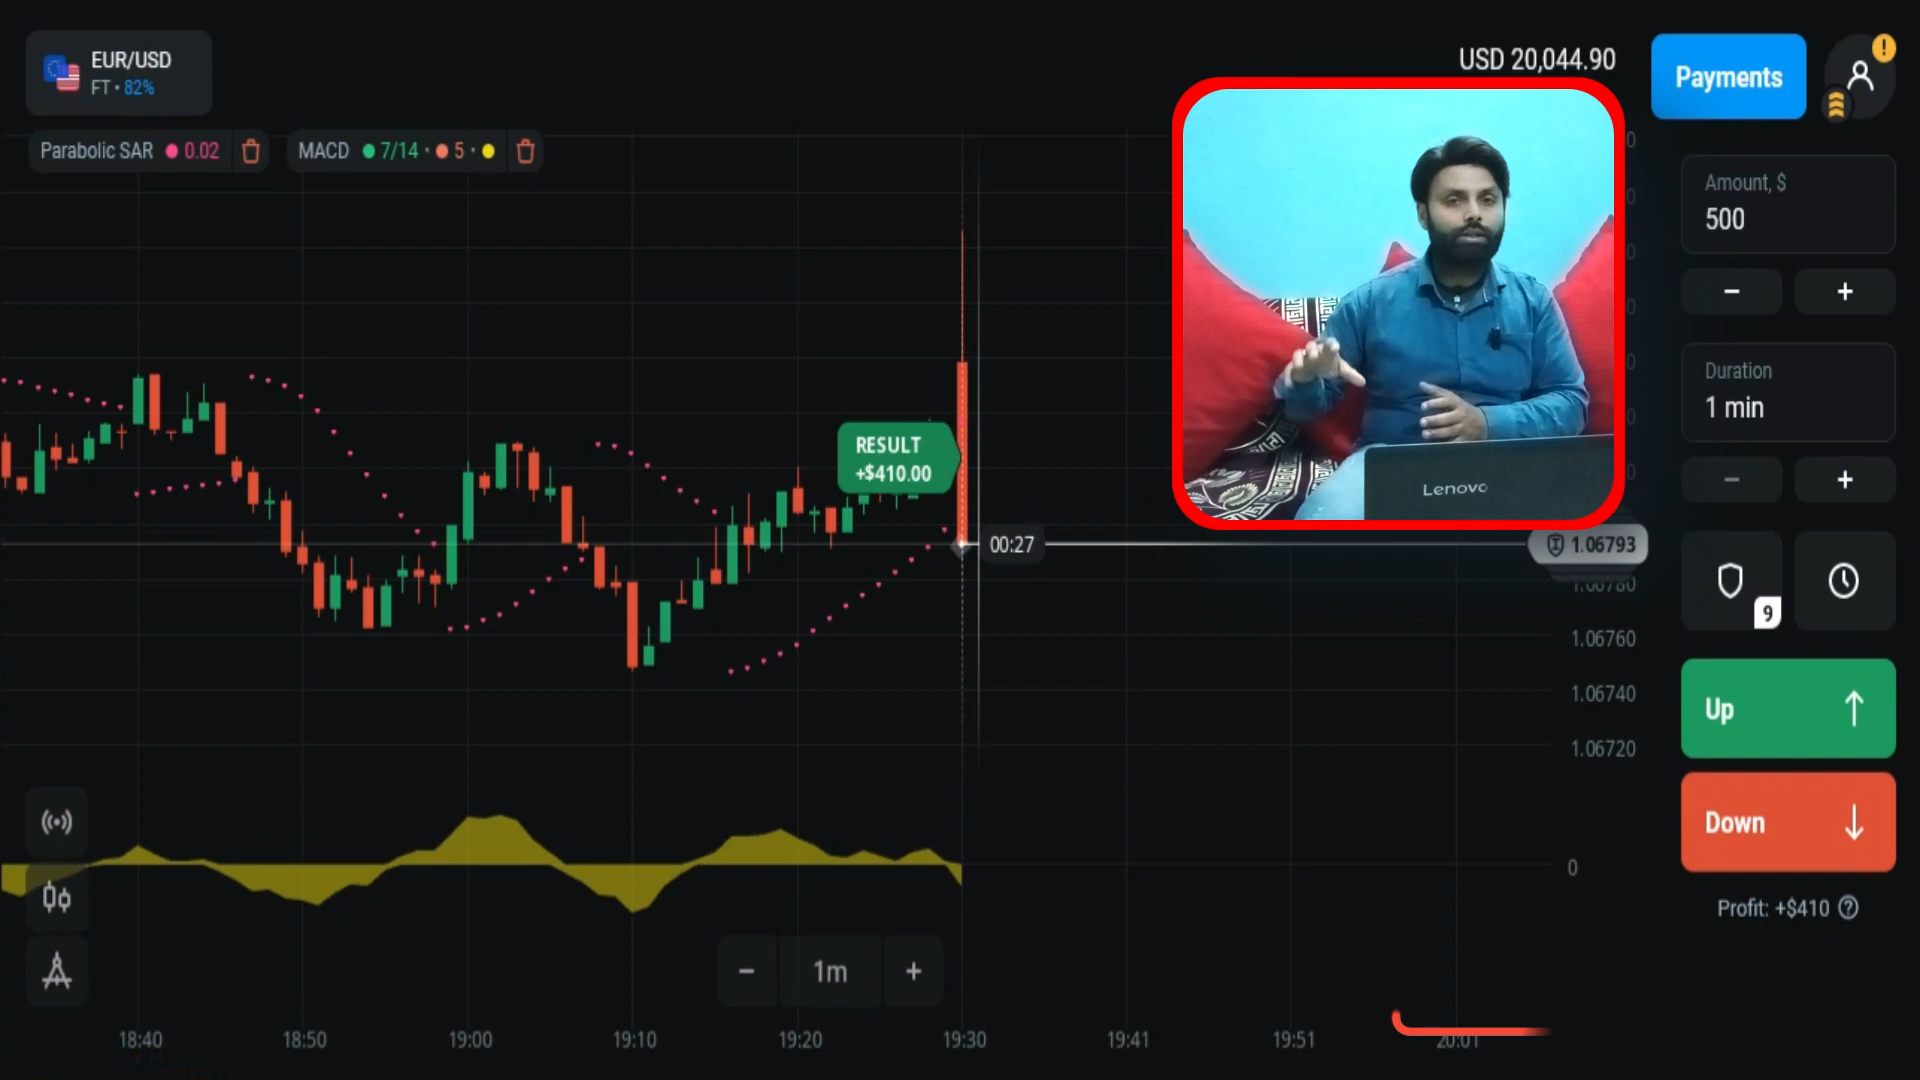 EUR/USD
FT • 82%
USD 20,044.90
Payments
!
Parabolic SAR 0.02
MACD 7/14 • 5 •
Amount, $
500
− +
Duration
1 min
− +
RESULT
+$410.00
Lenovo
00:27
1.06793
1.06780
9
1.06760
1.06740
1.06720
Up
Down
0
Profit: +$410 ?
− 1m +
18:40 18:50 19:00 19:10 19:20 19:30 19:41 19:51 20:01